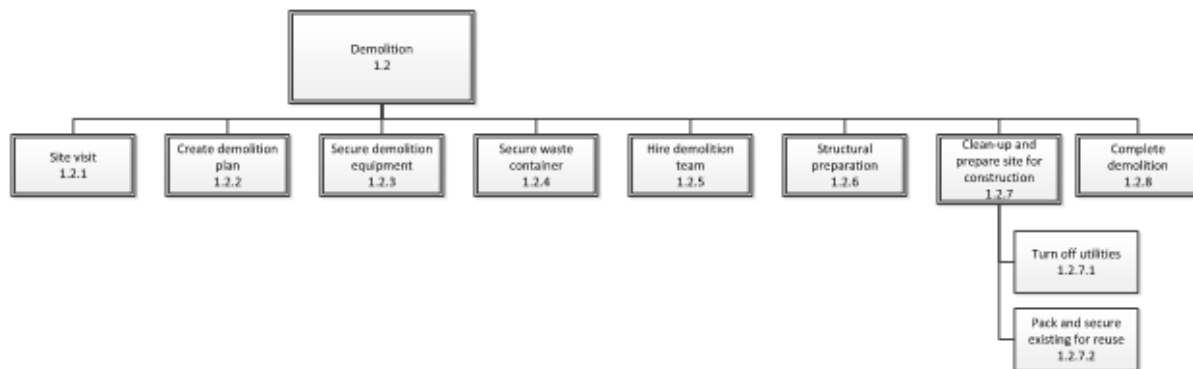 Demolition
1.2
Site visit
1.2.1
Create demolition
plan
1.2.2
Secure demolition
equipment
1.2.3
Secure waste
container
1.2.4
Hire demolition
team
1.2.5
Structural
preparation
1.2.6
Clean-up and
prepare site for
construction
1.2.7
Complete
demolition
1.2.8
Turn off utilities
1.2.7.1
Pack and secure
existing for reuse
1.2.7.2